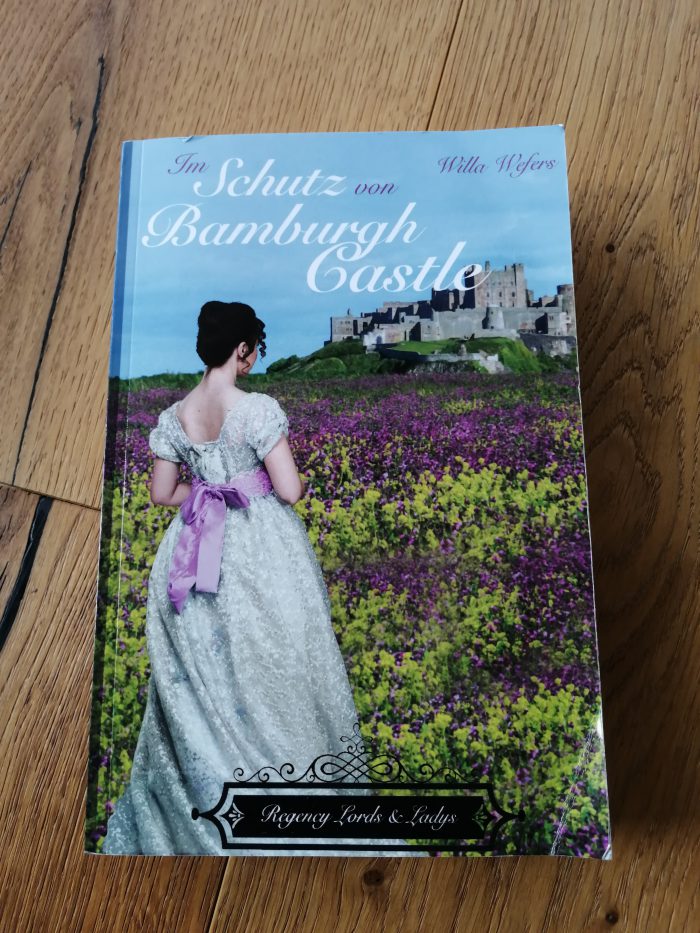 Im Schutz von
Bamburgh
Castle
Willa Wefers
Regency Lords & Ladys